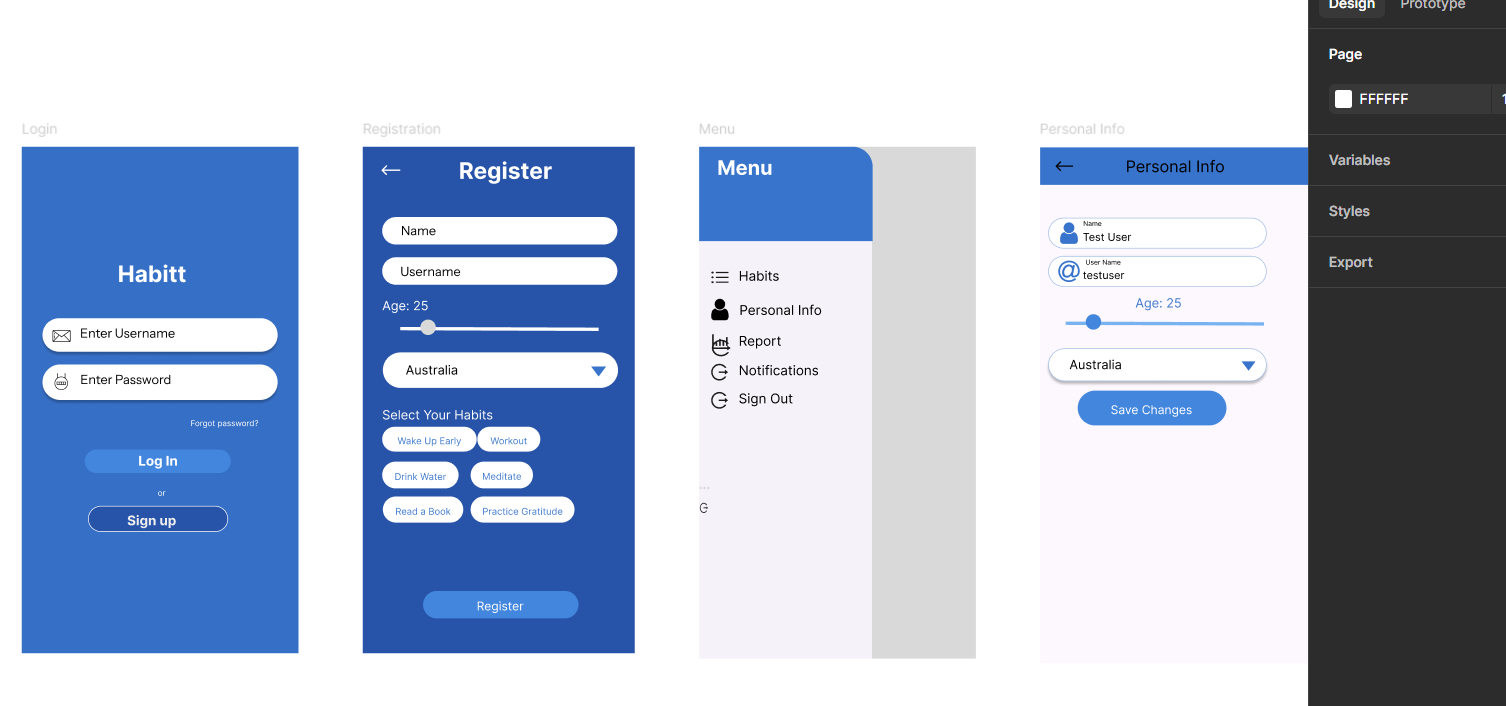 Design Prototype
Page
FFFFFF
Variables
Styles
Export
Login
Habitt
Enter Username
Enter Password
Forgot password?
Log In
or
Sign up
Registration
Register
Name
Username
Age: 25
Australia
Select Your Habits
Wake Up Early Workout
Drink Water Meditate
Read a Book Practice Gratitude
Register
Menu
Menu
Habits
Personal Info
Report
Notifications
Sign Out
...
G
Personal Info
Personal Info
Name
Test User
User Name
@ testuser
Age: 25
Australia
Save Changes